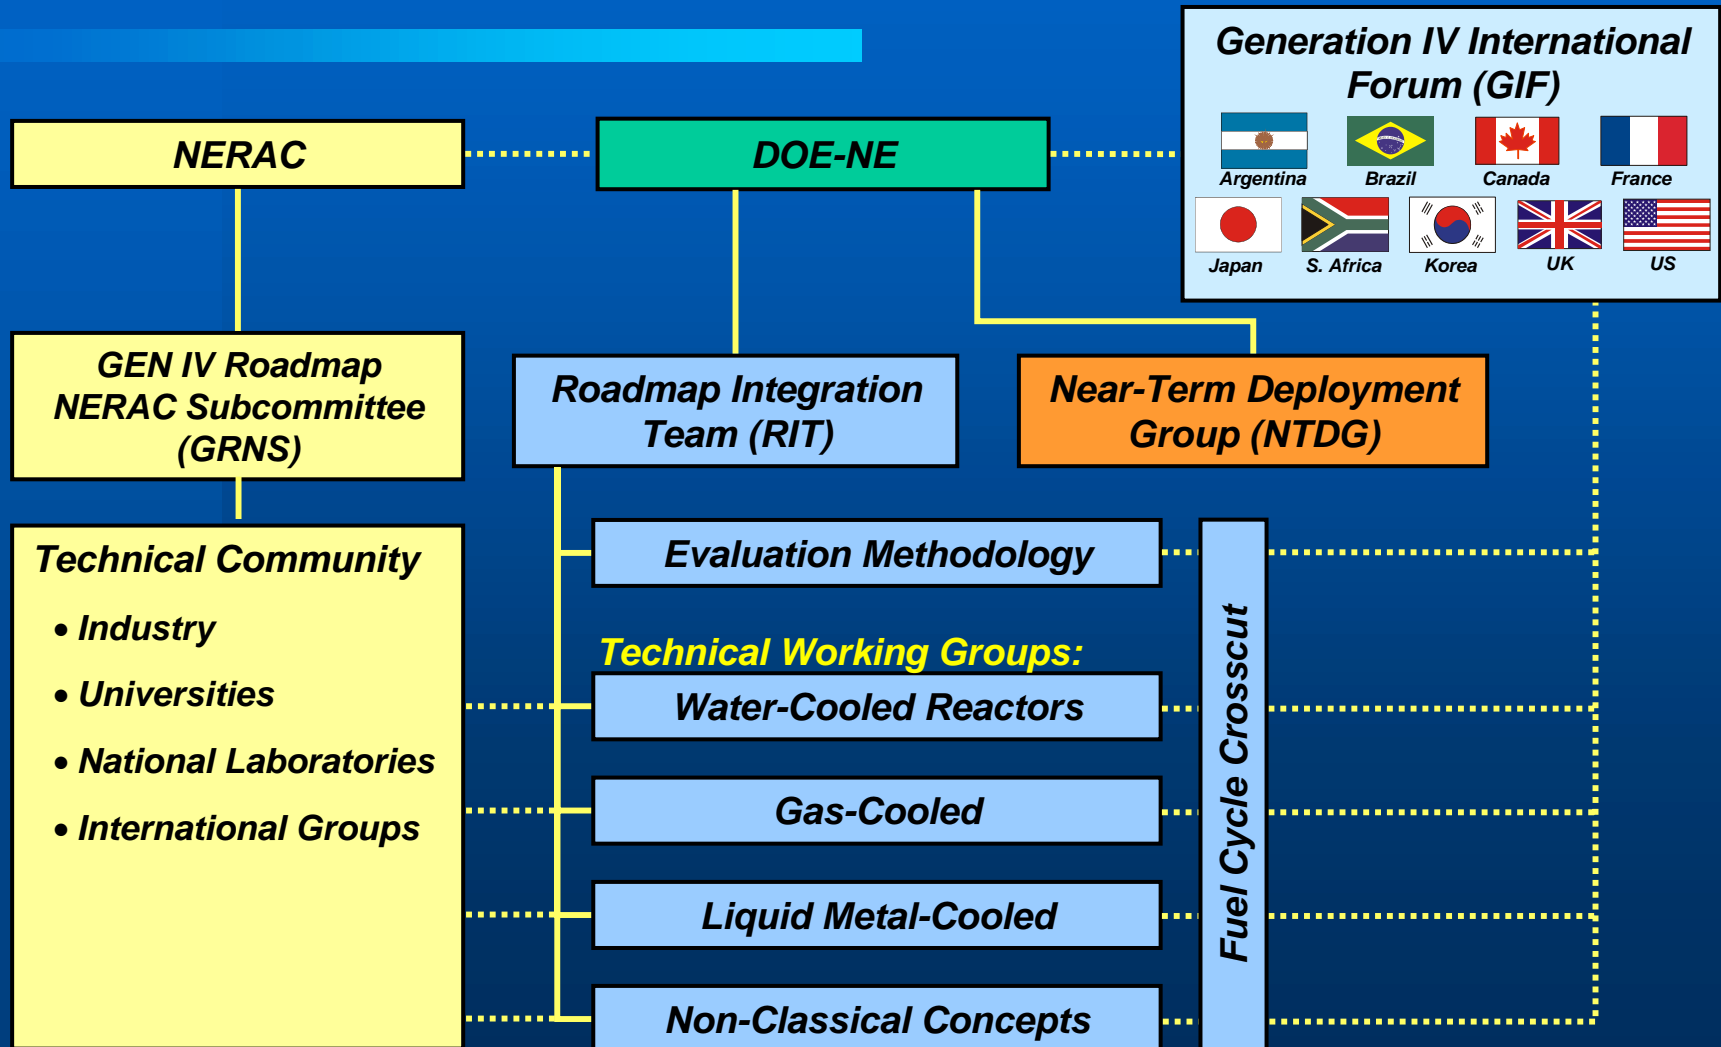 Generation IV International
Forum (GIF)
Argentina
Brazil
Canada
France
Japan
S. Africa
Korea
UK
US
NERAC
DOE-NE
GEN IV Roadmap
NERAC Subcommittee
(GRNS)
Roadmap Integration
Team (RIT)
Near-Term Deployment
Group (NTDG)
Technical Community
• Industry
• Universities
• National Laboratories
• International Groups
Evaluation Methodology
Technical Working Groups:
Water-Cooled Reactors
Gas-Cooled
Liquid Metal-Cooled
Non-Classical Concepts
Fuel Cycle Crosscut